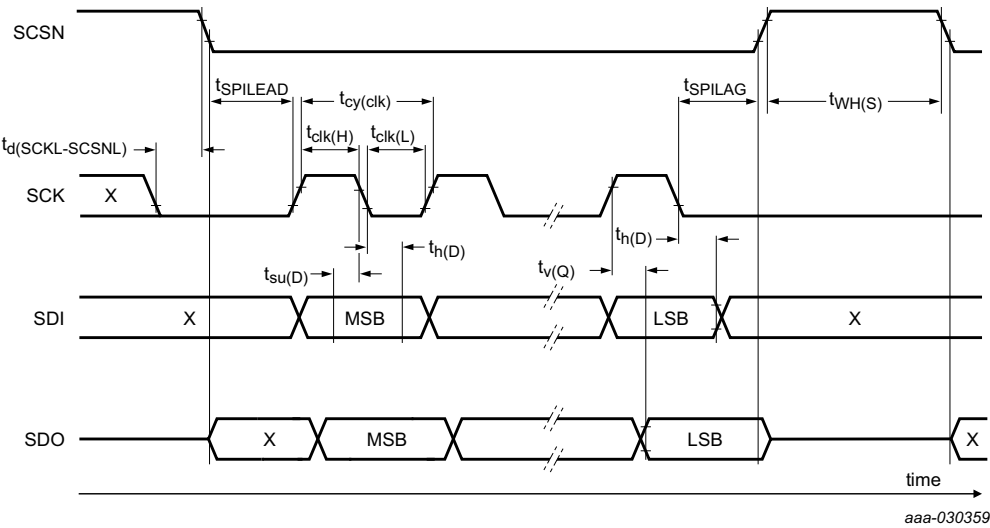 SCSN
tSPILEAD
tcy(clk)
tSPILAG
tWH(S)
tclk(H)
tclk(L)
td(SCKL-SCSNL)
SCK
X
th(D)
th(D)
tsu(D)
tv(Q)
SDI
X
MSB
LSB
X
SDO
X
MSB
LSB
X
time
aaa-030359